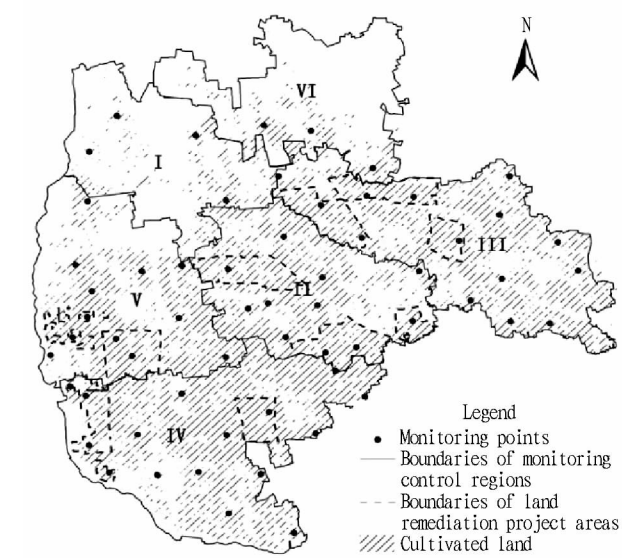 N
VI
I
III
II
V
IV
Legend
Monitoring points
Boundaries of monitoring
control regions
Boundaries of land
remediation project areas
Cultivated land